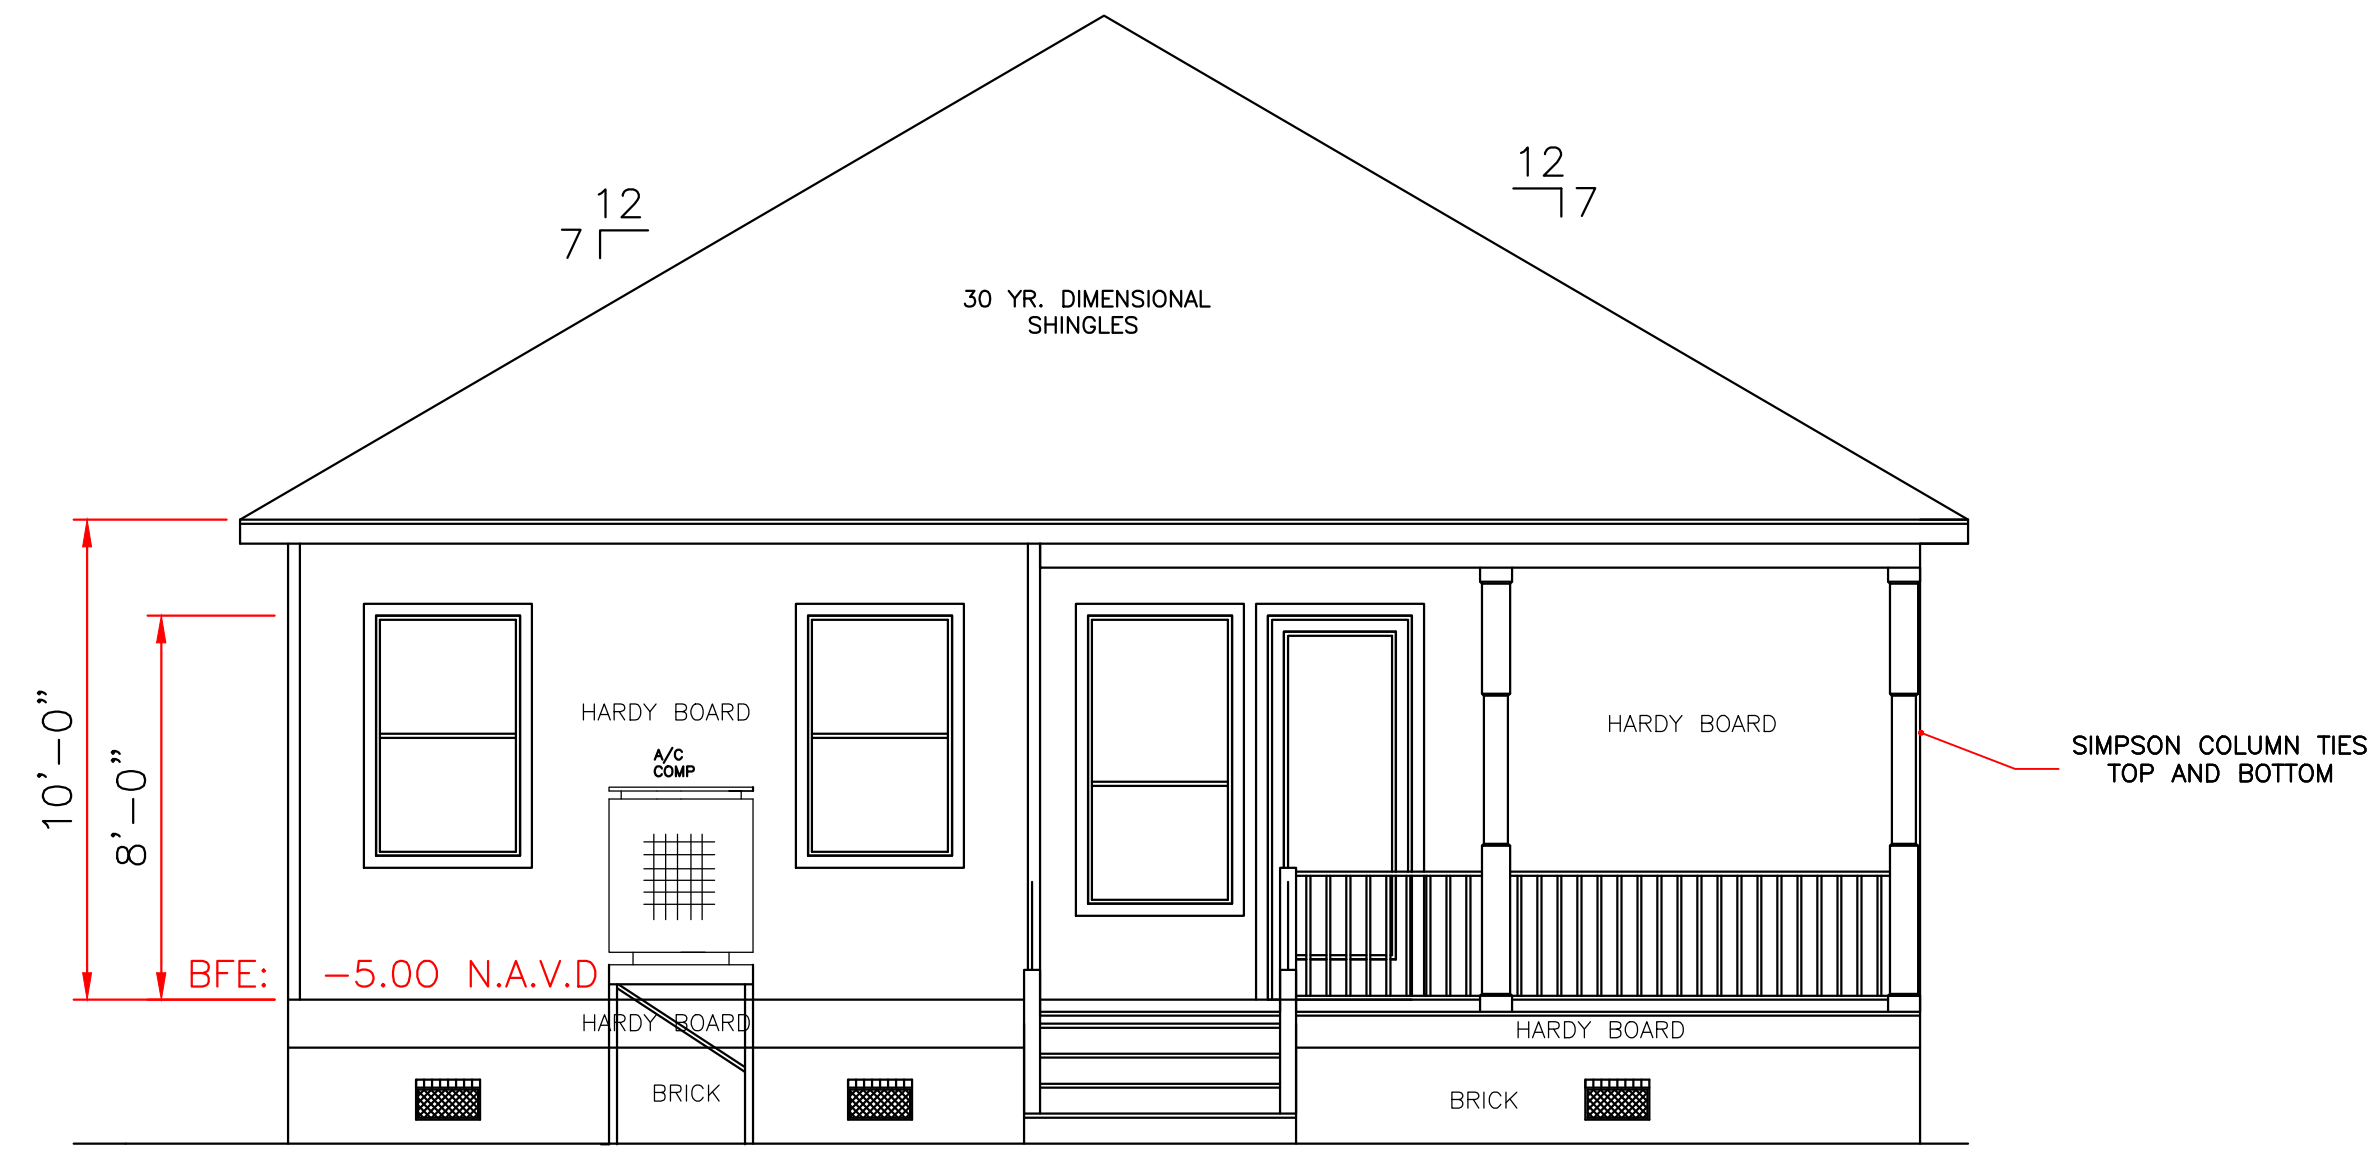 12
7
12
7
30 YR. DIMENSIONAL
SHINGLES
10'-0"
8'-0"
HARDY BOARD
HARDY BOARD
A/C
COMP
SIMPSON COLUMN TIES
TOP AND BOTTOM
BFE: -5.00 N.A.V.D
HARDY BOARD
HARDY BOARD
BRICK
BRICK